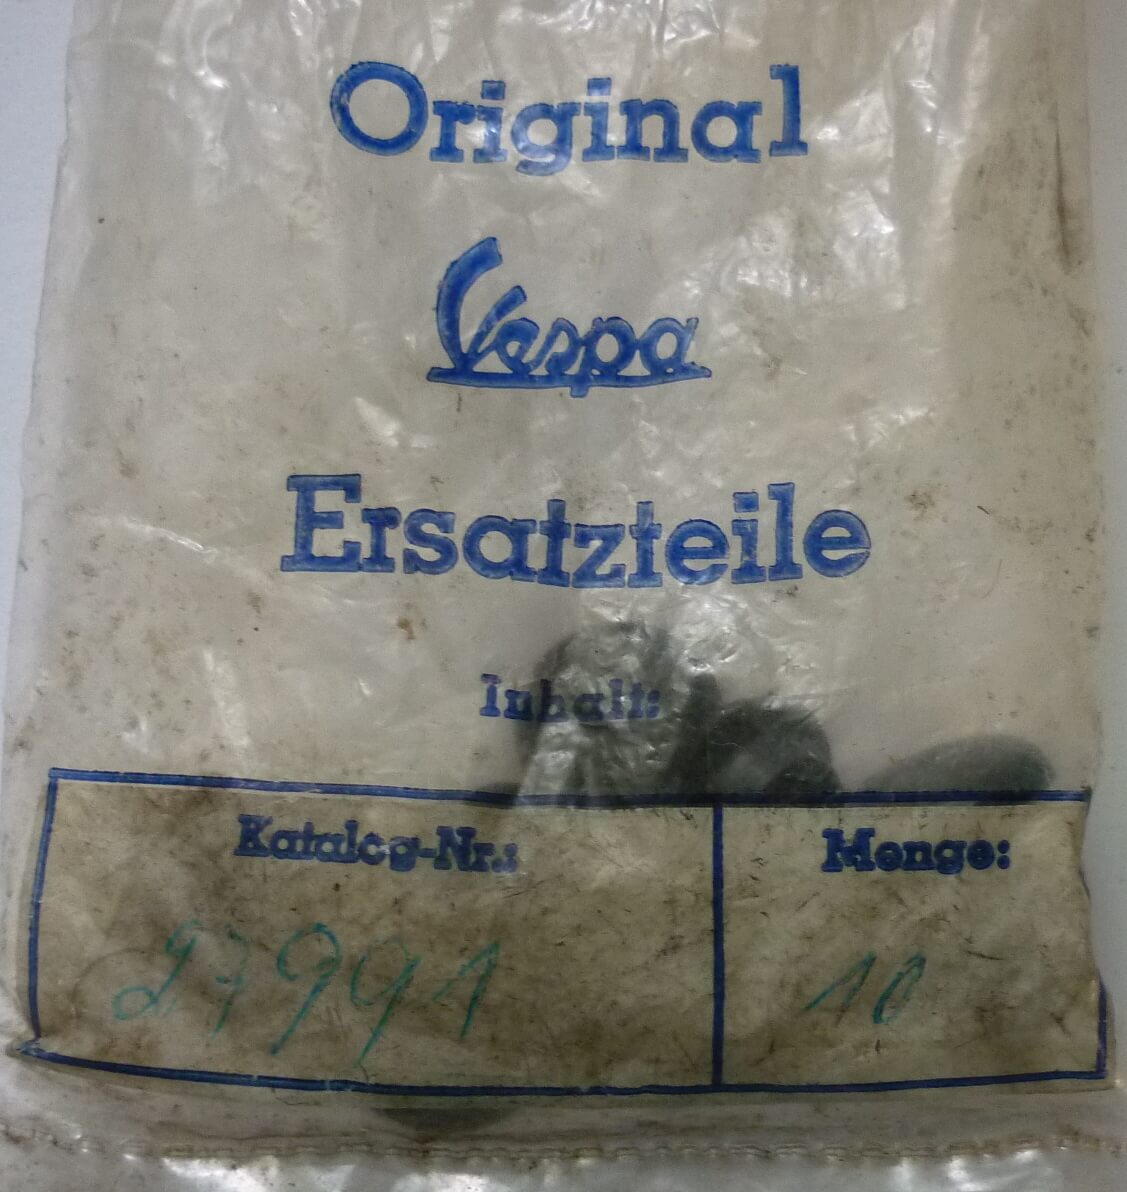 Original
Vespa
Ersatzteile
Inhalt:
Katalog-Nr.: Menge:
27991 10